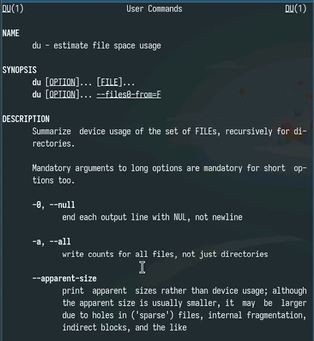 DU(1) User Commands DU(1)
NAME
du - estimate file space usage
SYNOPSIS
du [OPTION]... [FILE]...
du [OPTION]... --files0-from=F
DESCRIPTION
Summarize device usage of the set of FILEs, recursively for di-
rectories.
Mandatory arguments to long options are mandatory for short op-
tions too.
-0, --null
end each output line with NUL, not newline
-a, --all
write counts for all files, not just directories
--apparent-size
print apparent sizes rather than device usage; although
the apparent size is usually smaller, it may be larger
due to holes in ('sparse') files, internal fragmentation,
indirect blocks, and the like